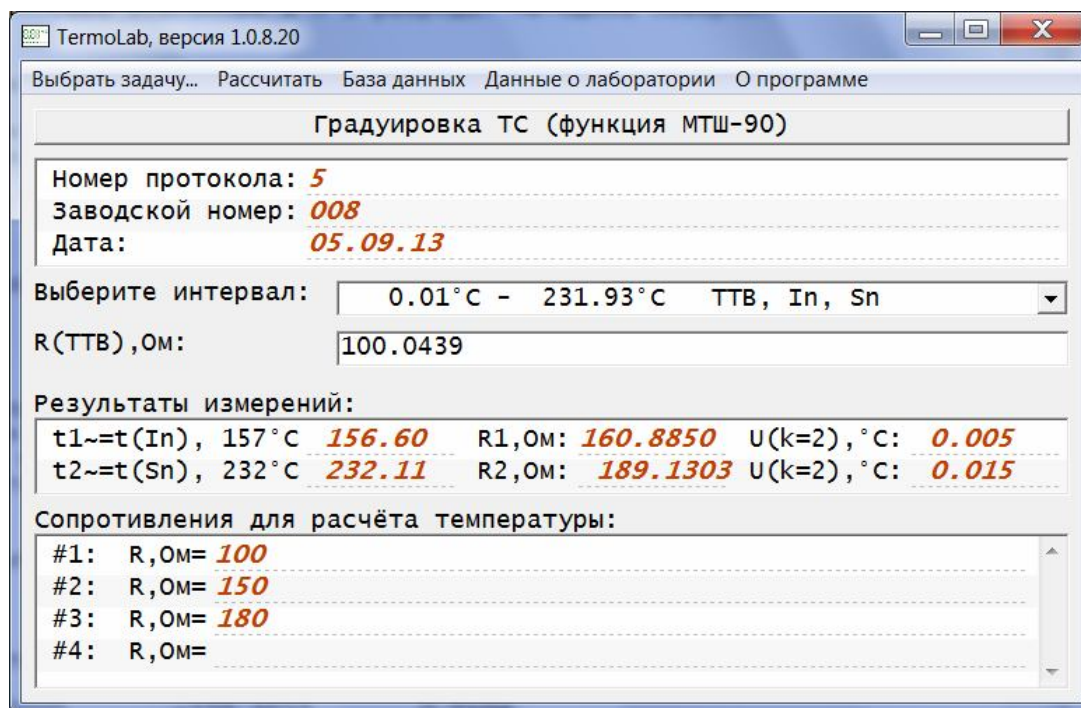 TermoLab, версия 1.0.8.20
Выбрать задачу... Рассчитать База данных Данные о лаборатории О программе
Градуировка ТС (функция МТШ-90)
Номер протокола: 5
Заводской номер: 008
Дата: 05.09.13
Выберите интервал: 0.01°C - 231.93°C ТТВ, In, Sn
R(ТТВ),Ом: 100.0439
Результаты измерений:
t1~=t(In), 157°C 156.60 R1,Ом: 160.8850 U(k=2),°C: 0.005
t2~=t(Sn), 232°C 232.11 R2,Ом: 189.1303 U(k=2),°C: 0.015
Сопротивления для расчёта температуры:
#1: R,Ом= 100
#2: R,Ом= 150
#3: R,Ом= 180
#4: R,Ом=